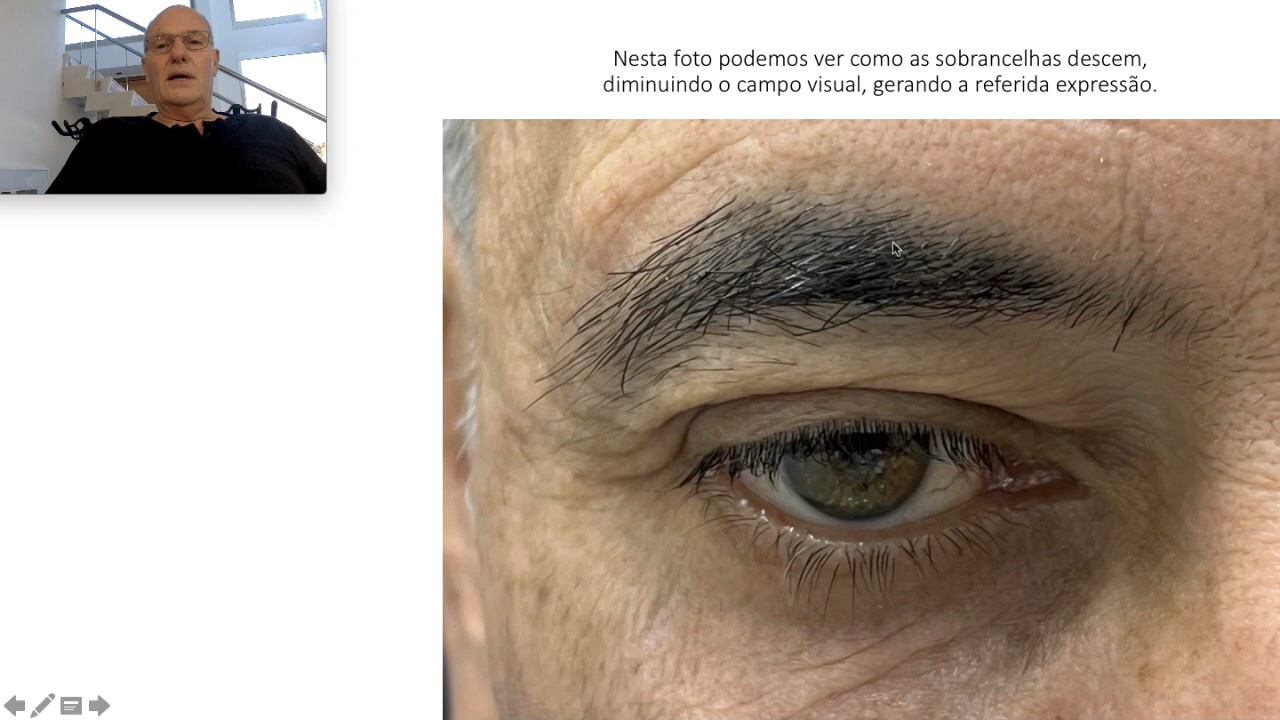 Nesta foto podemos ver como as sobrancelhas descem,
diminuindo o campo visual, gerando a referida expressão.